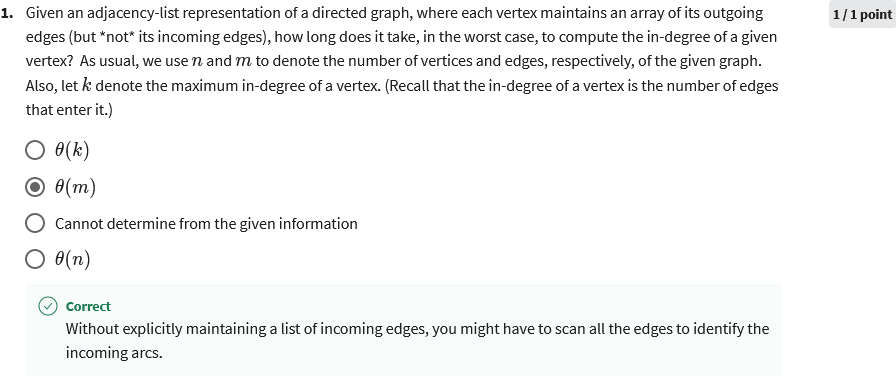 1. Given an adjacency-list representation of a directed graph, where each vertex maintains an array of its outgoing
1 / 1 point
edges (but *not* its incoming edges), how long does it take, in the worst case, to compute the in-degree of a given
vertex? As usual, we use n and m to denote the number of vertices and edges, respectively, of the given graph.
Also, let k denote the maximum in-degree of a vertex. (Recall that the in-degree of a vertex is the number of edges
that enter it.)
θ(k)
θ(m)
Cannot determine from the given information
θ(n)
Correct
Without explicitly maintaining a list of incoming edges, you might have to scan all the edges to identify the
incoming arcs.